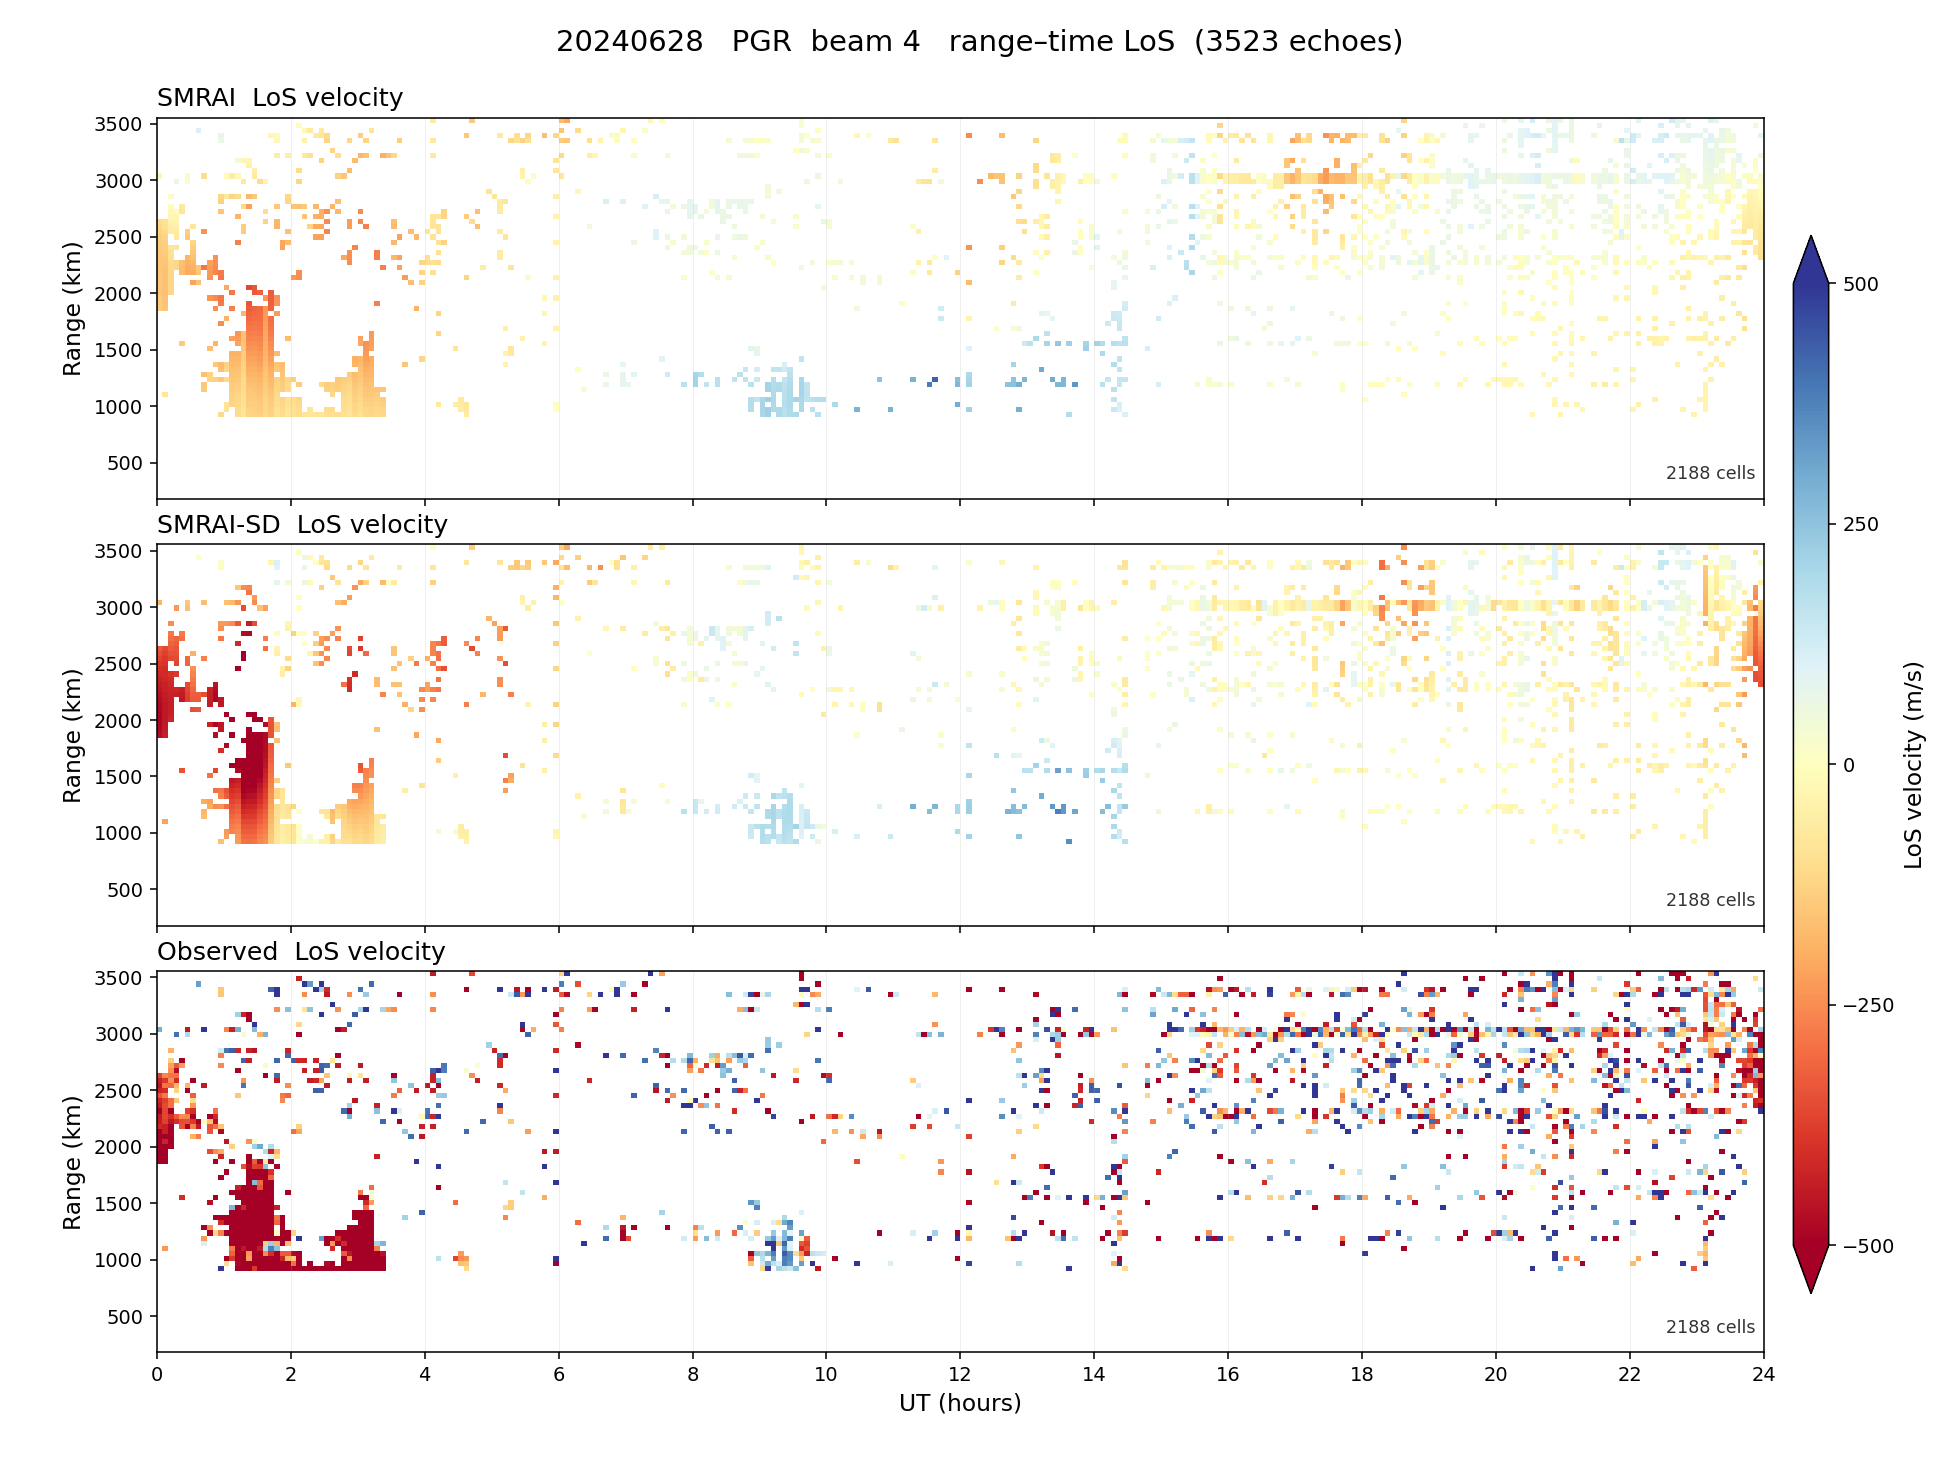 20240628   PGR  beam 4   range–time LoS  (3523 echoes)
SMRAI  LoS velocity
3500
3000
2500
2000
1500
1000
500
Range (km)
2188 cells
SMRAI-SD  LoS velocity
3500
3000
2500
2000
1500
1000
500
Range (km)
2188 cells
Observed  LoS velocity
3500
3000
2500
2000
1500
1000
500
Range (km)
2188 cells
0 2 4 6 8 10 12 14 16 18 20 22 24
UT (hours)
500
250
0
−250
−500
LoS velocity (m/s)